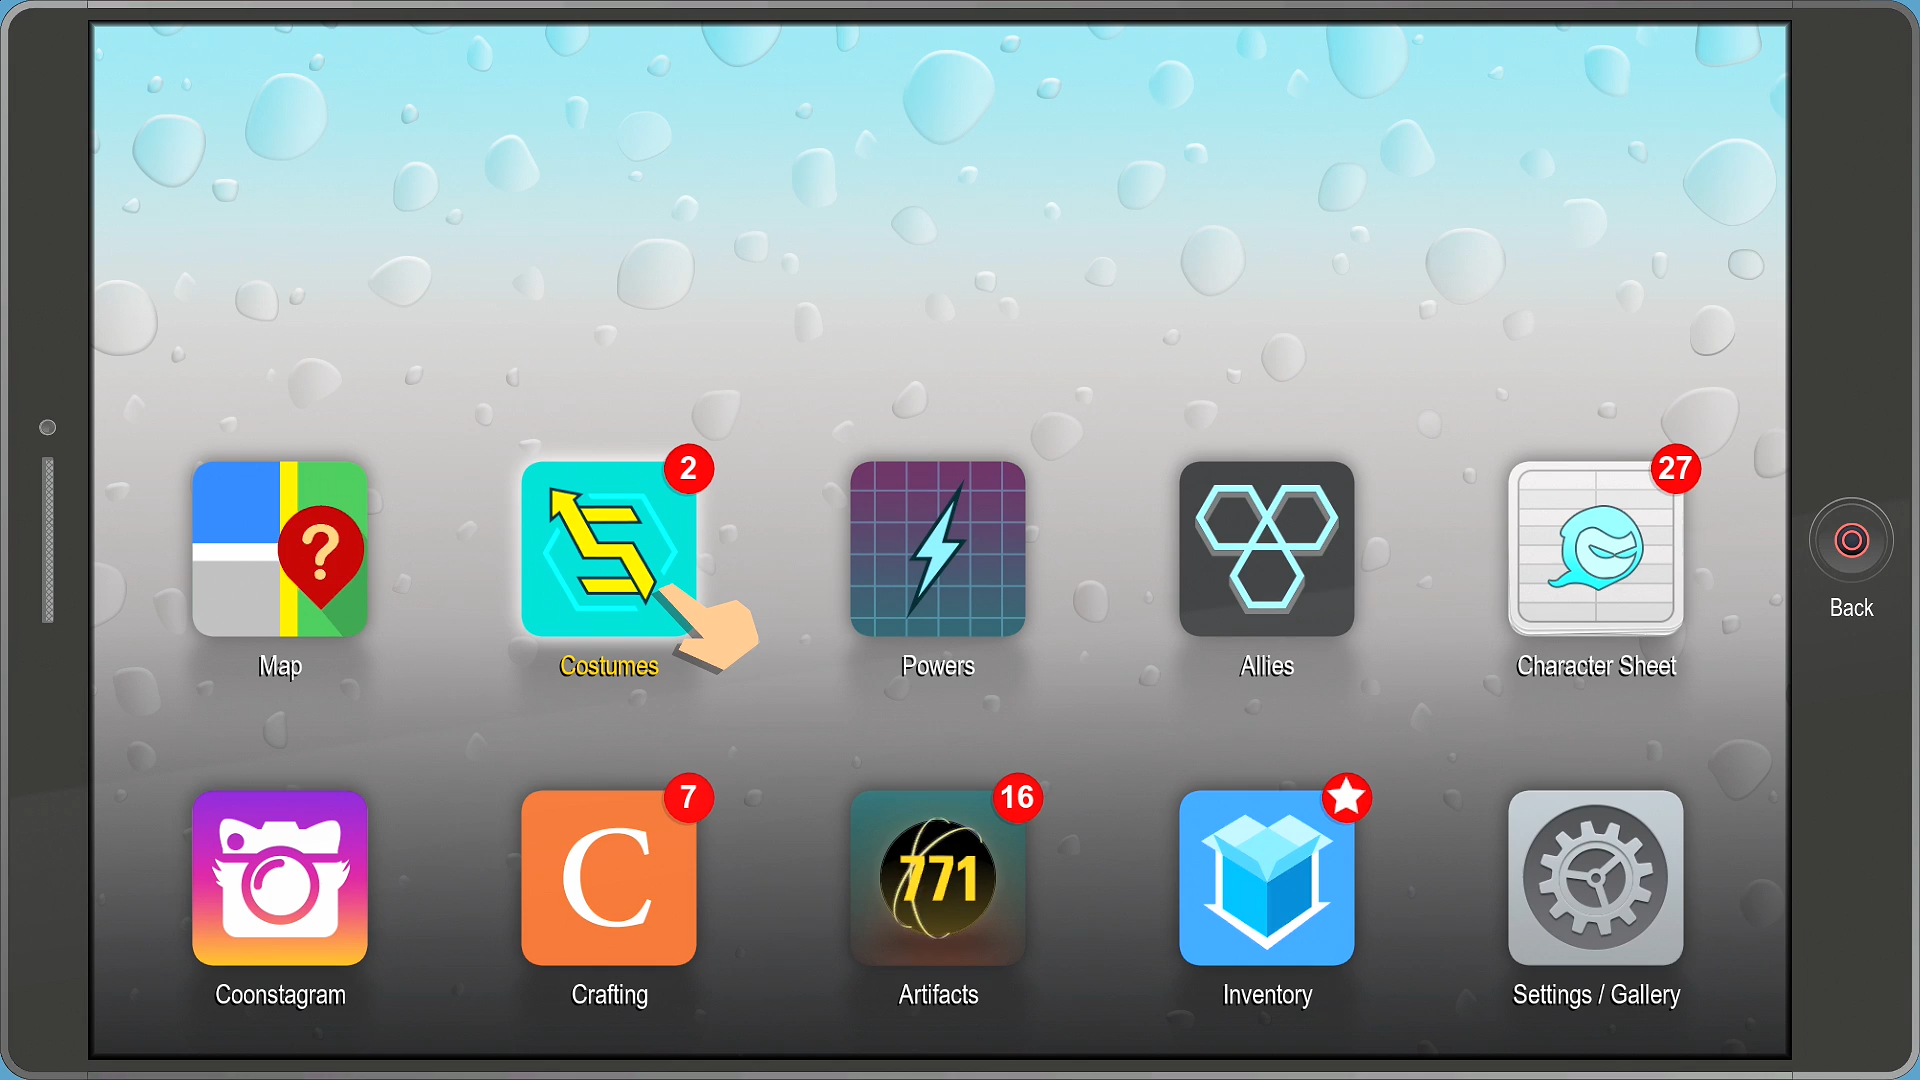 2
27
?
Map
Costumes
Powers
Allies
Character Sheet
Back
7
16
C
771
Coonstagram
Crafting
Artifacts
Inventory
Settings / Gallery